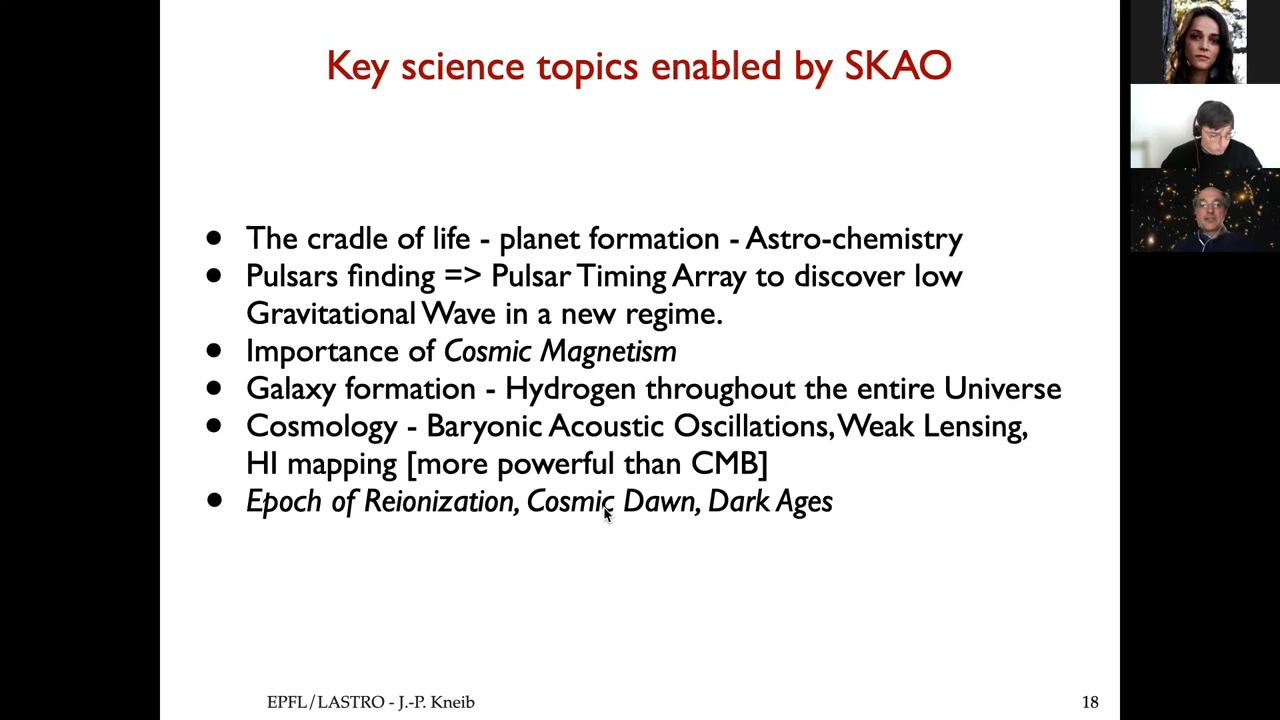 Key science topics enabled by SKAO
● The cradle of life - planet formation - Astro-chemistry
● Pulsars finding => Pulsar Timing Array to discover low
Gravitational Wave in a new regime.
● Importance of Cosmic Magnetism
● Galaxy formation - Hydrogen throughout the entire Universe
● Cosmology - Baryonic Acoustic Oscillations, Weak Lensing,
HI mapping [more powerful than CMB]
● Epoch of Reionization, Cosmic Dawn, Dark Ages
EPFL/LASTRO - J.-P. Kneib
18